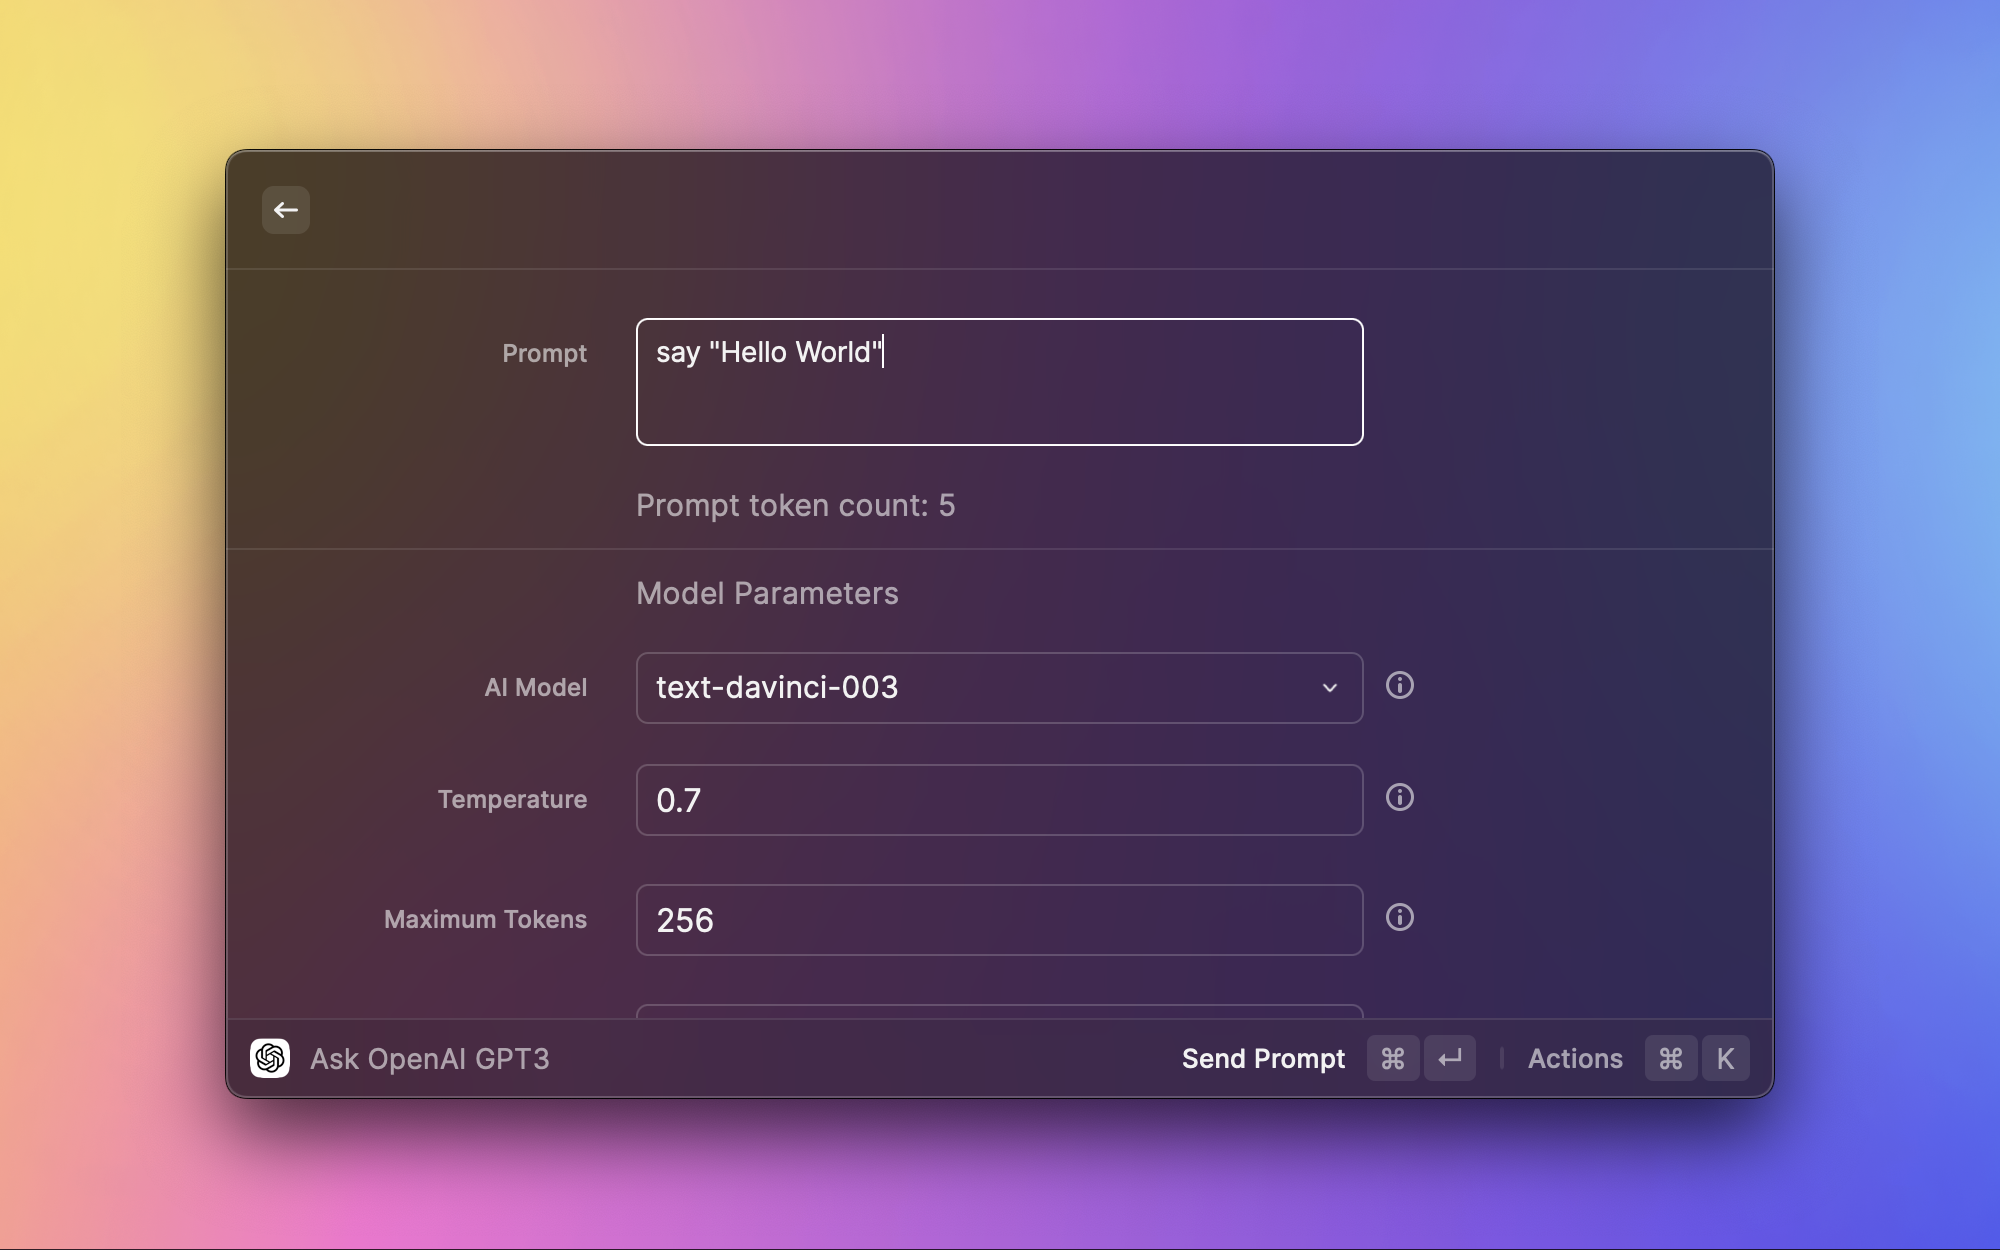 Prompt
say "Hello World"
Prompt token count: 5
Model Parameters
AI Model
text-davinci-003
Temperature
0.7
Maximum Tokens
256
Ask OpenAI GPT3
Send Prompt ⌘ ↵ | Actions ⌘ K